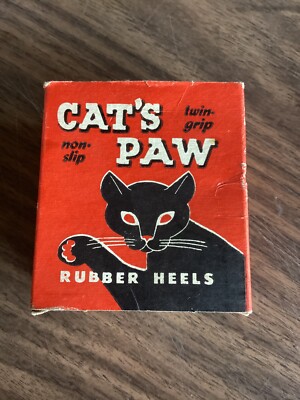 CAT'S twin-
grip
non-
slip PAW
RUBBER HEELS